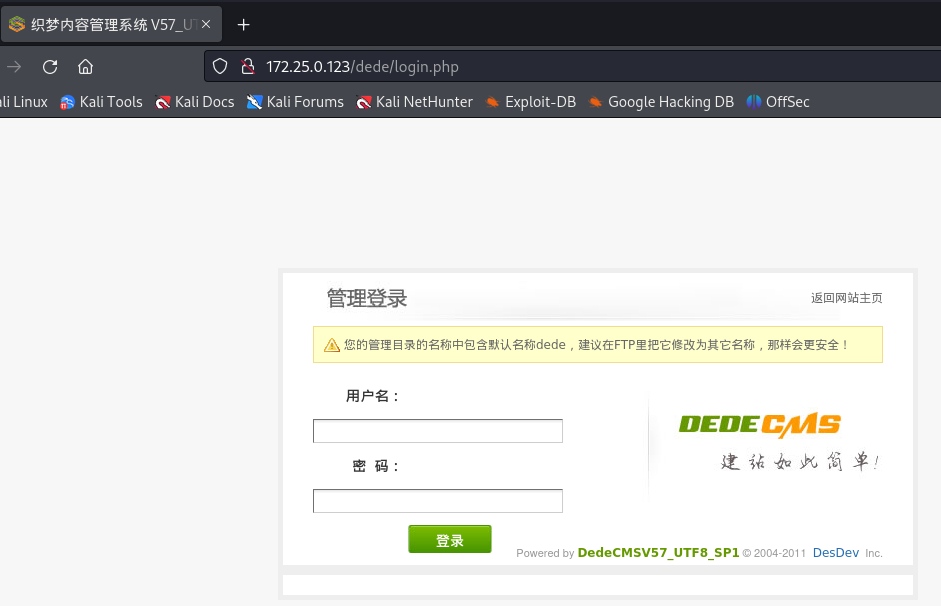 织梦内容管理系统 V57_UT
172.25.0.123/dede/login.php
ali Linux Kali Tools Kali Docs Kali Forums Kali NetHunter Exploit-DB Google Hacking DB OffSec
管理登录 返回网站主页
您的管理目录的名称中包含默认名称dede，建议在FTP里把它修改为其它名称，那样会更安全！
用户名：
DEDECMS
建站如此简单!
密 码：
登录
Powered by DedeCMSV57_UTF8_SP1 © 2004-2011 DesDev Inc.